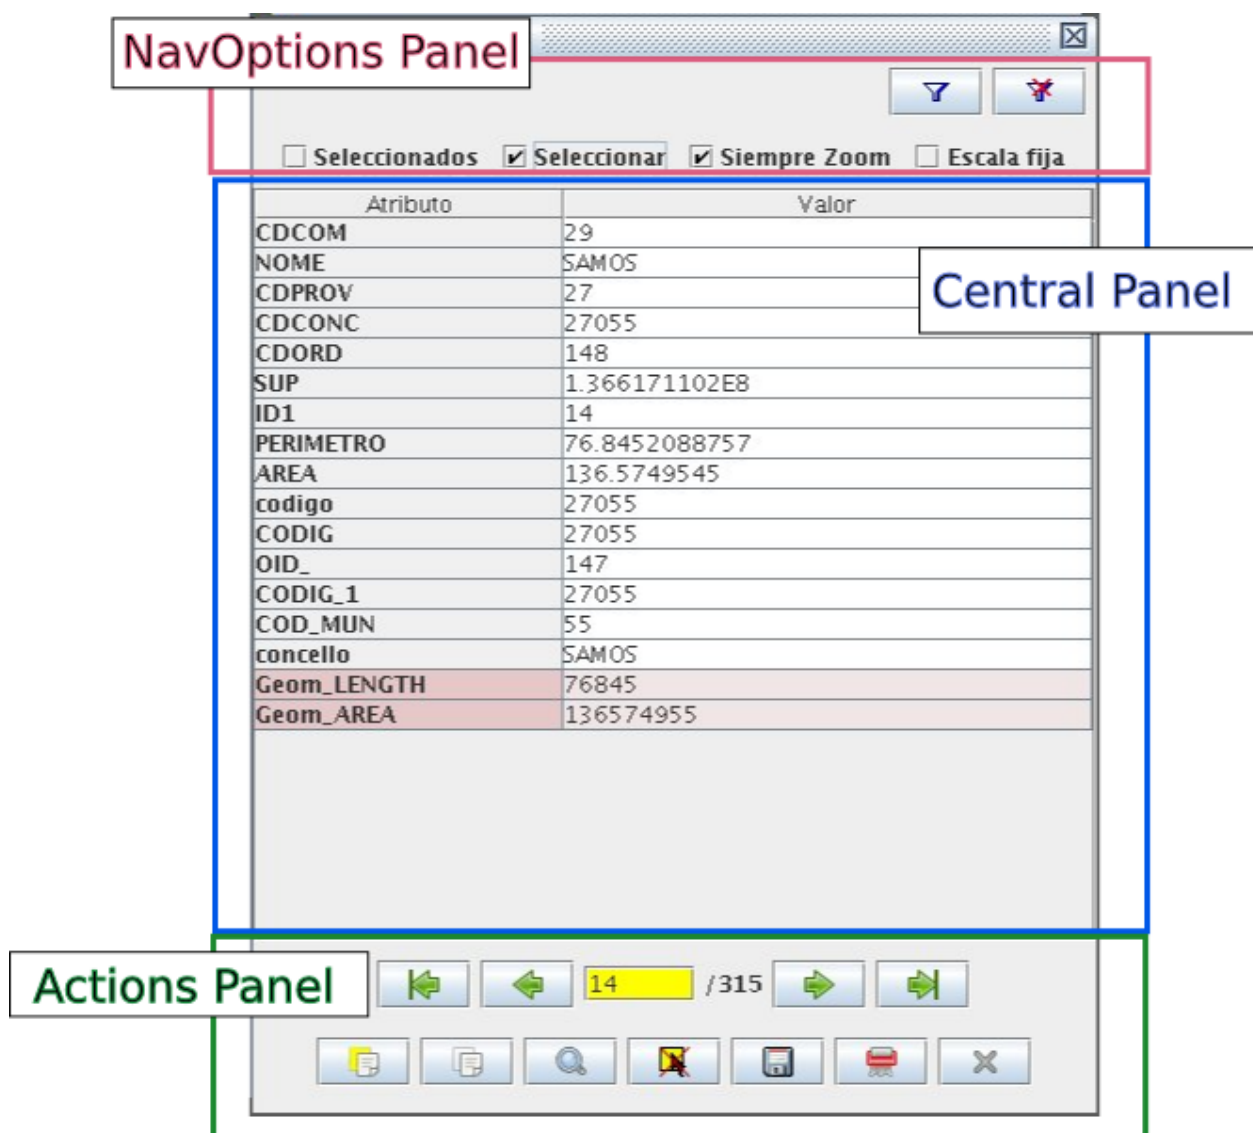 NavOptions Panel
Seleccionados Seleccionar Siempre Zoom Escala fija
Atributo Valor
CDCOM 29
NOME SAMOS
CDPROV 27
Central Panel
CDCONC 27055
CDORD 148
SUP 1.366171102E8
ID1 14
PERIMETRO 76.8452088757
AREA 136.5749545
codigo 27055
CODIG 27055
OID_ 147
CODIG_1 27055
COD_MUN 55
concello SAMOS
Geom_LENGTH 76845
Geom_AREA 136574955
Actions Panel
14 /315